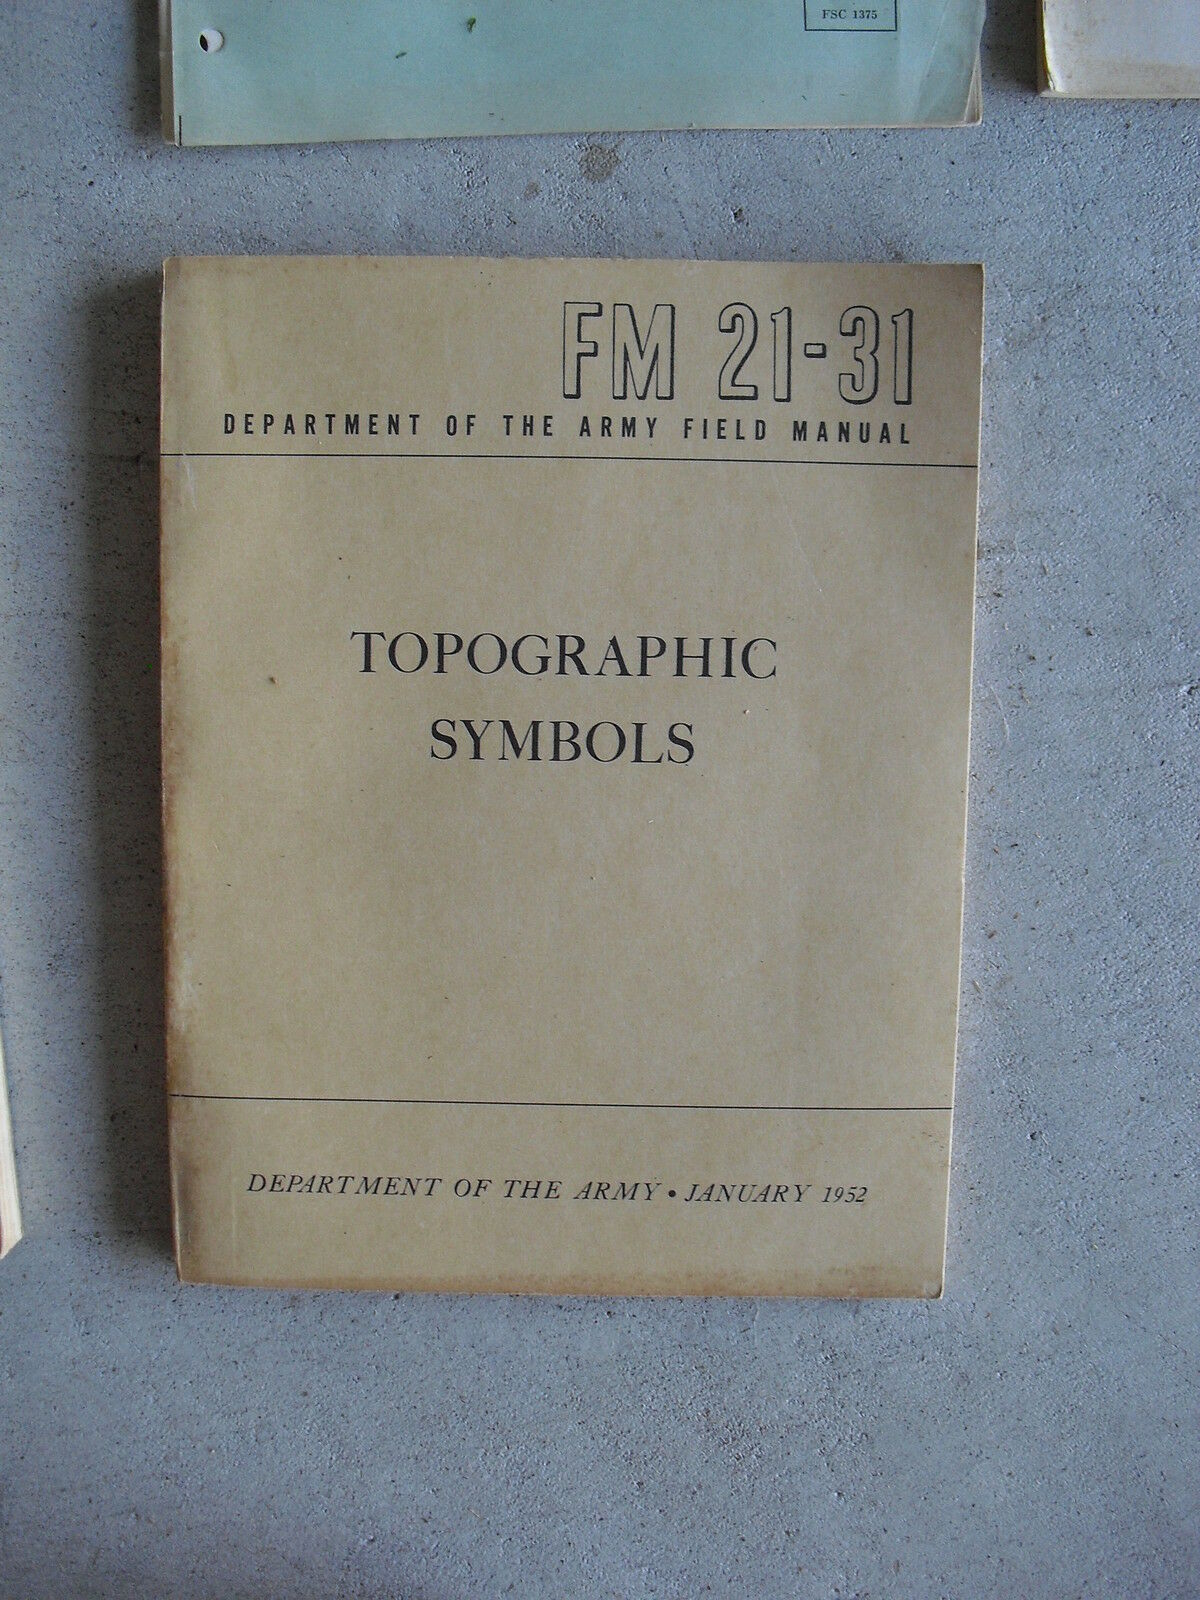 FSC 1375
FM 21-31
DEPARTMENT OF THE ARMY FIELD MANUAL
TOPOGRAPHIC
SYMBOLS
DEPARTMENT OF THE ARMY • JANUARY 1952